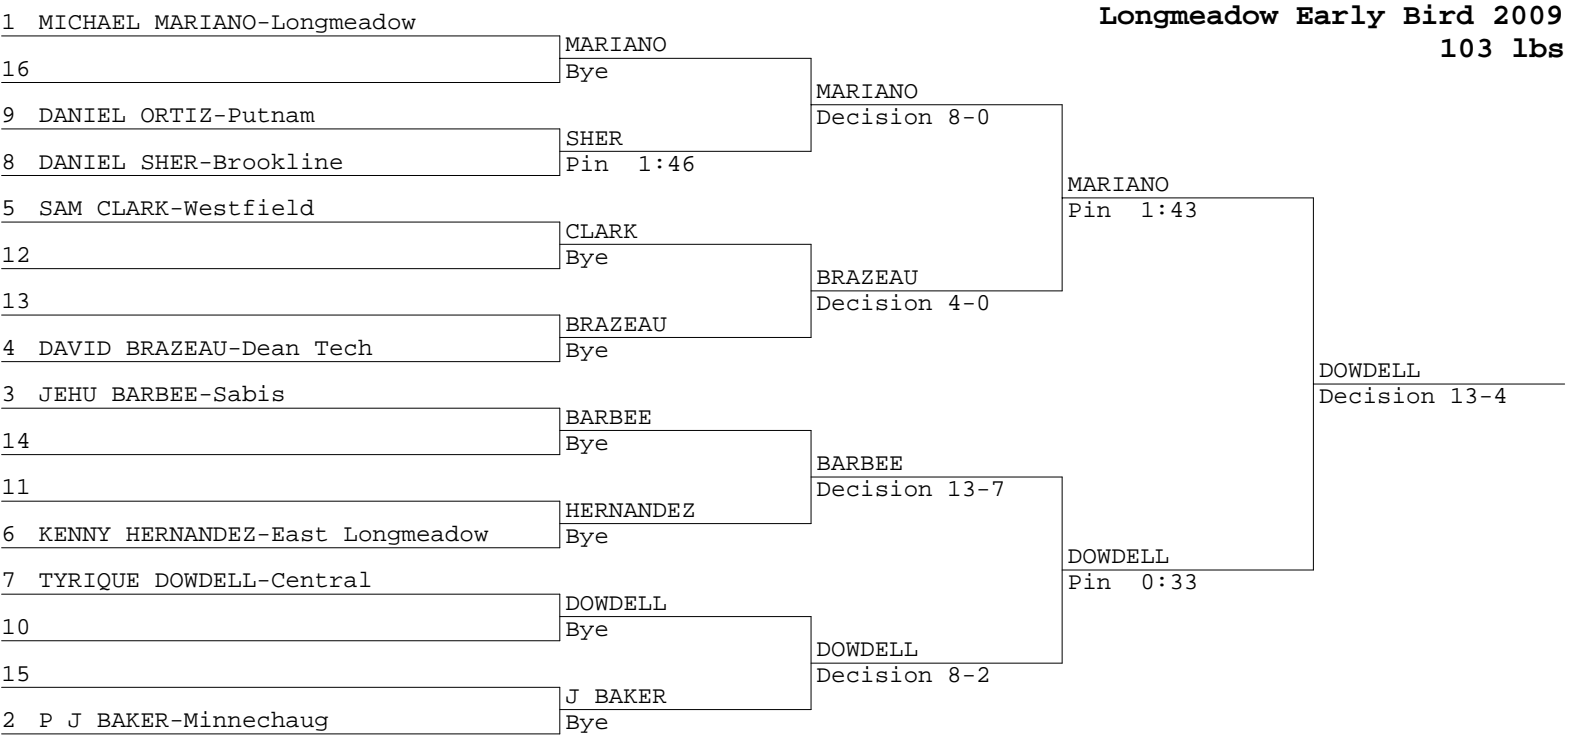 Longmeadow Early Bird 2009
103 lbs
1 MICHAEL MARIANO-Longmeadow
16
9 DANIEL ORTIZ-Putnam
8 DANIEL SHER-Brookline
5 SAM CLARK-Westfield
12
13
4 DAVID BRAZEAU-Dean Tech
3 JEHU BARBEE-Sabis
14
11
6 KENNY HERNANDEZ-East Longmeadow
7 TYRIQUE DOWDELL-Central
10
15
2 P J BAKER-Minnechaug
MARIANO
Bye
SHER
Pin 1:46
CLARK
Bye
BRAZEAU
Bye
BARBEE
Bye
HERNANDEZ
Bye
DOWDELL
Bye
J BAKER
Bye
MARIANO
Decision 8-0
BRAZEAU
Decision 4-0
BARBEE
Decision 13-7
DOWDELL
Decision 8-2
MARIANO
Pin 1:43
DOWDELL
Pin 0:33
DOWDELL
Decision 13-4